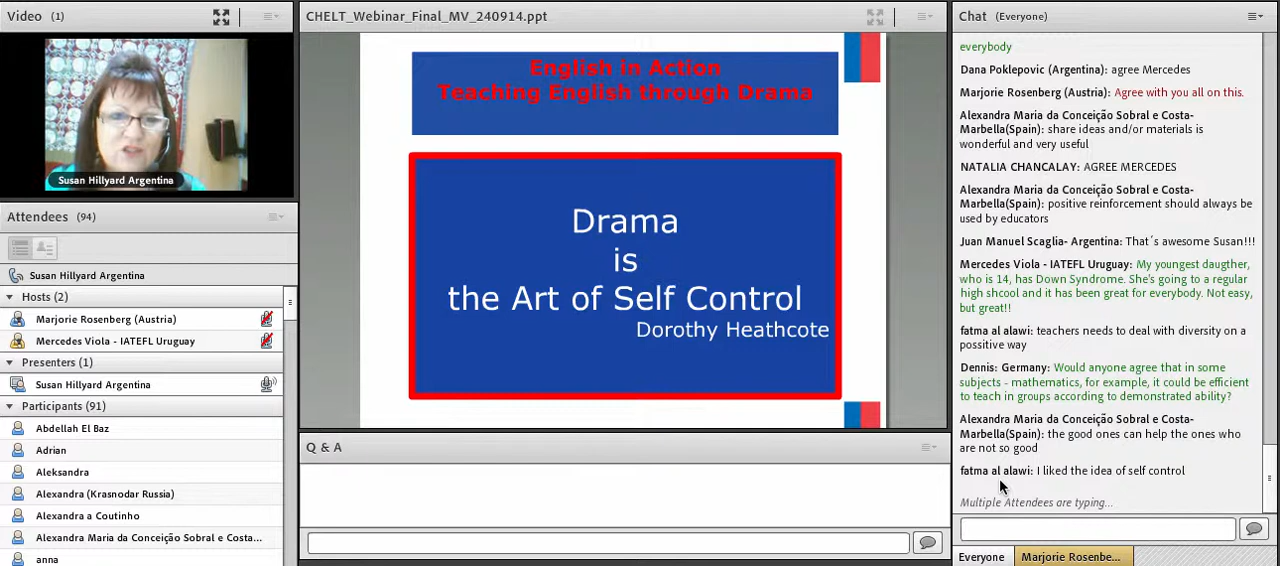 Video (1)
Susan Hillyard Argentina
Attendees (94)
Susan Hillyard Argentina
Hosts (2)
Marjorie Rosenberg (Austria)
Mercedes Viola - IATEFL Uruguay
Presenters (1)
Susan Hillyard Argentina
Participants (91)
Abdellah El Baz
Adrian
Aleksandra
Alexandra (Krasnodar Russia)
Alexandra a Coutinho
Alexandra Maria da Conceição Sobral e Costa...
anna
CHELT_Webinar_Final_MV_240914.ppt
English in Action
Teaching English through Drama
Drama
is
the Art of Self Control
Dorothy Heathcote
Q & A
Chat (Everyone)
everybody
Dana Poklepovic (Argentina): agree Mercedes
Marjorie Rosenberg (Austria): Agree with you all on this.
Alexandra Maria da Conceição Sobral e Costa-
Marbella(Spain): share ideas and/or materials is
wonderful and very useful
NATALIA CHANCALAY: AGREE MERCEDES
Alexandra Maria da Conceição Sobral e Costa-
Marbella(Spain): positive reinforcement should always be
used by educators
Juan Manuel Scaglia- Argentina: That´s awesome Susan!!!
Mercedes Viola - IATEFL Uruguay: My youngest daugther,
who is 14, has Down Syndrome. She's going to a regular
high shcool and it has been great for everybody. Not easy,
but great!!
fatma al alawi: teachers needs to deal with diversity on a
possitive way
Dennis: Germany: Would anyone agree that in some
subjects - mathematics, for example, it could be efficient
to teach in groups according to demonstrated ability?
Alexandra Maria da Conceição Sobral e Costa-
Marbella(Spain): the good ones can help the ones who
are not so good
fatma al alawi: I liked the idea of self control
Multiple Attendees are typing...
Everyone
Marjorie Rosenbe...